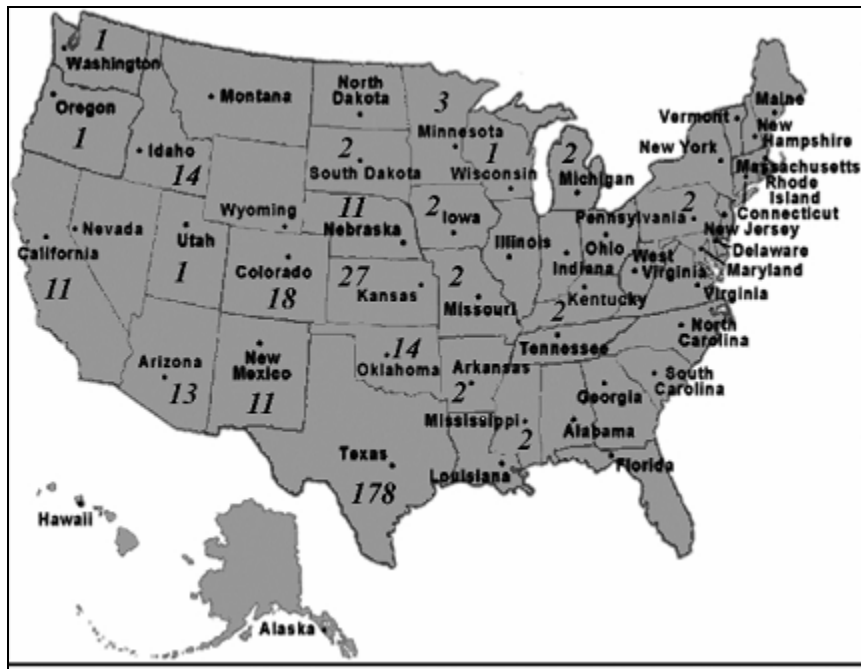 1
Washington
Oregon
1
Montana
Idaho
14
North
Dakota
3
Minnesota
2
South Dakota
1
Wisconsin
2
Michigan
Vermont
Maine
New
Hampshire
New York
Massachusetts
Rhode
Island
Connecticut
New Jersey
Delaware
Maryland
Virginia
2
Pennsylvania
Wyoming
11
Nebraska
2
Iowa
Illinois
Indiana
Ohio
West
Virginia
Nevada
California
11
Utah
1
Colorado
18
27
Kansas
2
Missouri
Kentucky
2
Tennessee
North
Carolina
South
Carolina
Arizona
13
New
Mexico
11
14
Oklahoma
Arkansas
2
Mississippi
2
Alabama
Georgia
Texas
178
Louisiana
Florida
Hawaii
Alaska